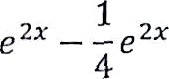 e^{2x} - \frac{1}{4} e^{2x}